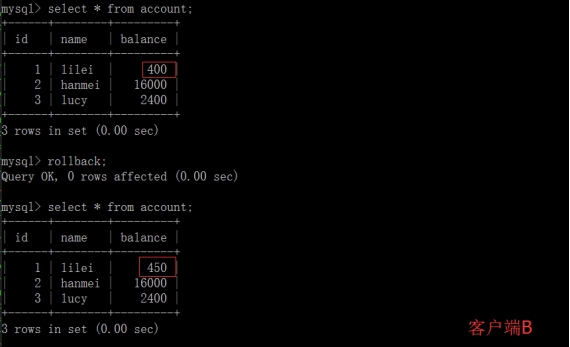 mysql> select * from account;
+------+--------+---------+
| id   | name   | balance |
+------+--------+---------+
|    1 | lilei  |     400 |
|    2 | hanmei |   16000 |
|    3 | lucy   |    2400 |
+------+--------+---------+
3 rows in set (0.00 sec)
mysql> rollback;
Query OK, 0 rows affected (0.00 sec)
mysql> select * from account;
+------+--------+---------+
| id   | name   | balance |
+------+--------+---------+
|    1 | lilei  |     450 |
|    2 | hanmei |   16000 |
|    3 | lucy   |    2400 |
+------+--------+---------+
3 rows in set (0.00 sec)
客户端B